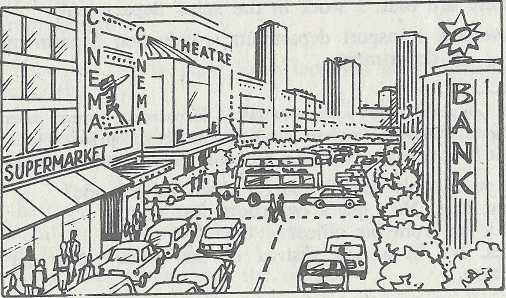 CINEMA
CINEMA
THEATRE
SUPERMARKET
BANK